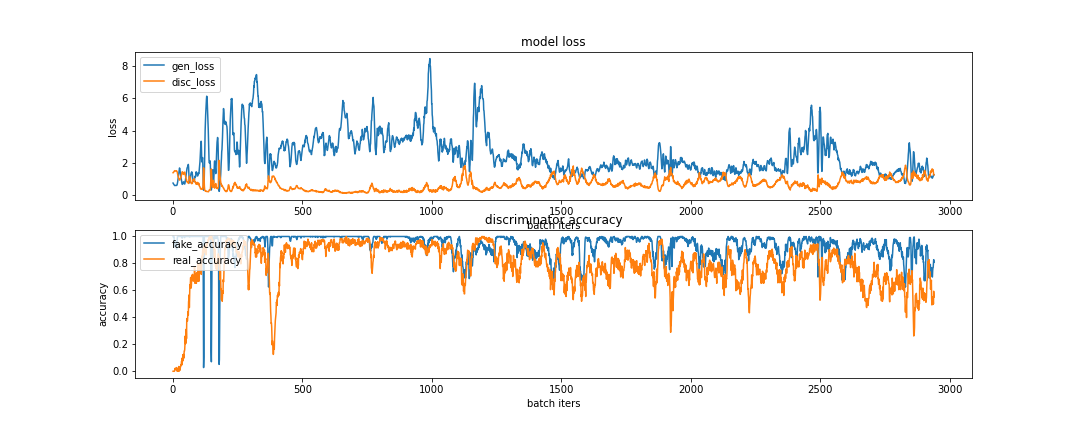 model loss
8
6
4
2
0
loss
gen_loss
disc_loss
0
500
1000
1500
2000
2500
3000
batch iters
discriminator accuracy
1.0
0.8
0.6
0.4
0.2
0.0
accuracy
fake_accuracy
real_accuracy
0
500
1000
1500
2000
2500
3000
batch iters